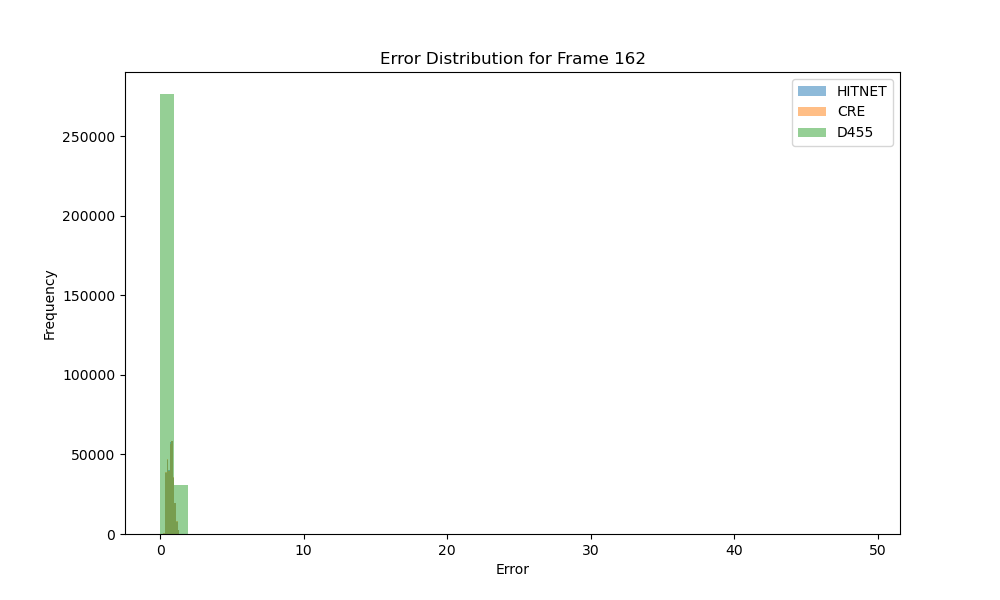 Error Distribution for Frame 162
HITNET
CRE
D455
250000
200000
150000
100000
50000
0
Frequency
0 10 20 30 40 50
Error